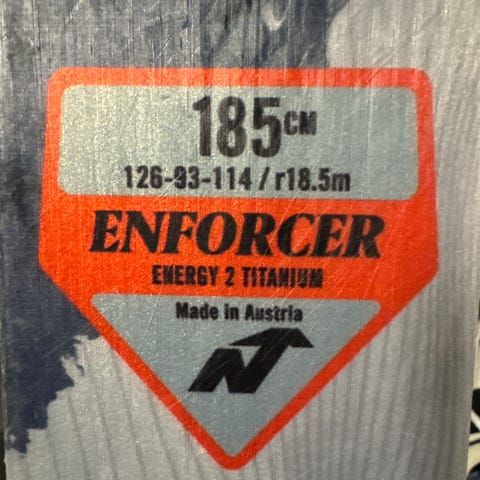 185CM
126-93-114 / r18.5m
ENFORCER
ENERGY 2 TITANIUM
Made in Austria